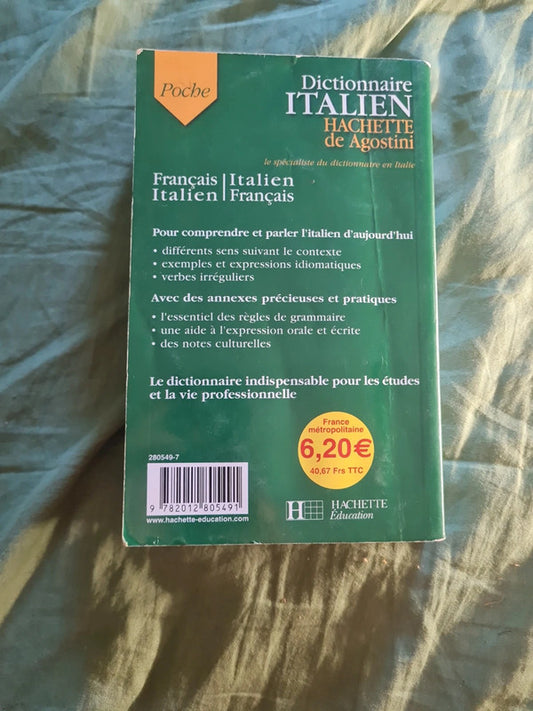 Poche
Dictionnaire
ITALIEN
HACHETTE
de Agostini
le spécialiste du dictionnaire en Italie
Français | Italien
Italien | Français
Pour comprendre et parler l'italien d'aujourd'hui
• différents sens suivant le contexte
• exemples et expressions idiomatiques
• verbes irréguliers
Avec des annexes précieuses et pratiques
• l'essentiel des règles de grammaire
• une aide à l'expression orale et écrite
• des notes culturelles
Le dictionnaire indispensable pour les études
et la vie professionnelle
France
métropolitaine
6,20€
40,67 Frs TTC
280549-7
9 782012 805491
www.hachette-education.com
H HACHETTE
Éducation